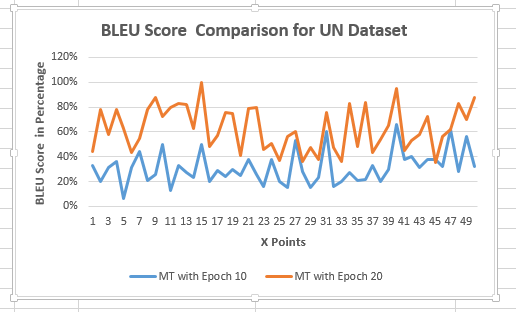 BLEU Score Comparison for UN Dataset
BLEU Score in Percentage
120%
100%
80%
60%
40%
20%
0%
1 3 5 7 9 11 13 15 17 19 21 23 25 27 29 31 33 35 37 39 41 43 45 47 49
X Points
MT with Epoch 10 MT with Epoch 20